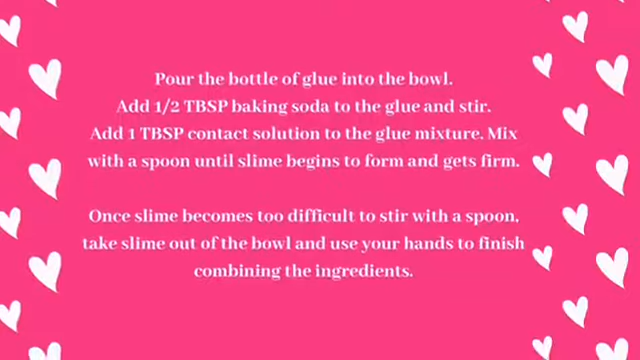 Pour the bottle of glue into the bowl.
Add 1/2 TBSP baking soda to the glue and stir.
Add 1 TBSP contact solution to the glue mixture. Mix
with a spoon until slime begins to form and gets firm.
Once slime becomes too difficult to stir with a spoon,
take slime out of the bowl and use your hands to finish
combining the ingredients.